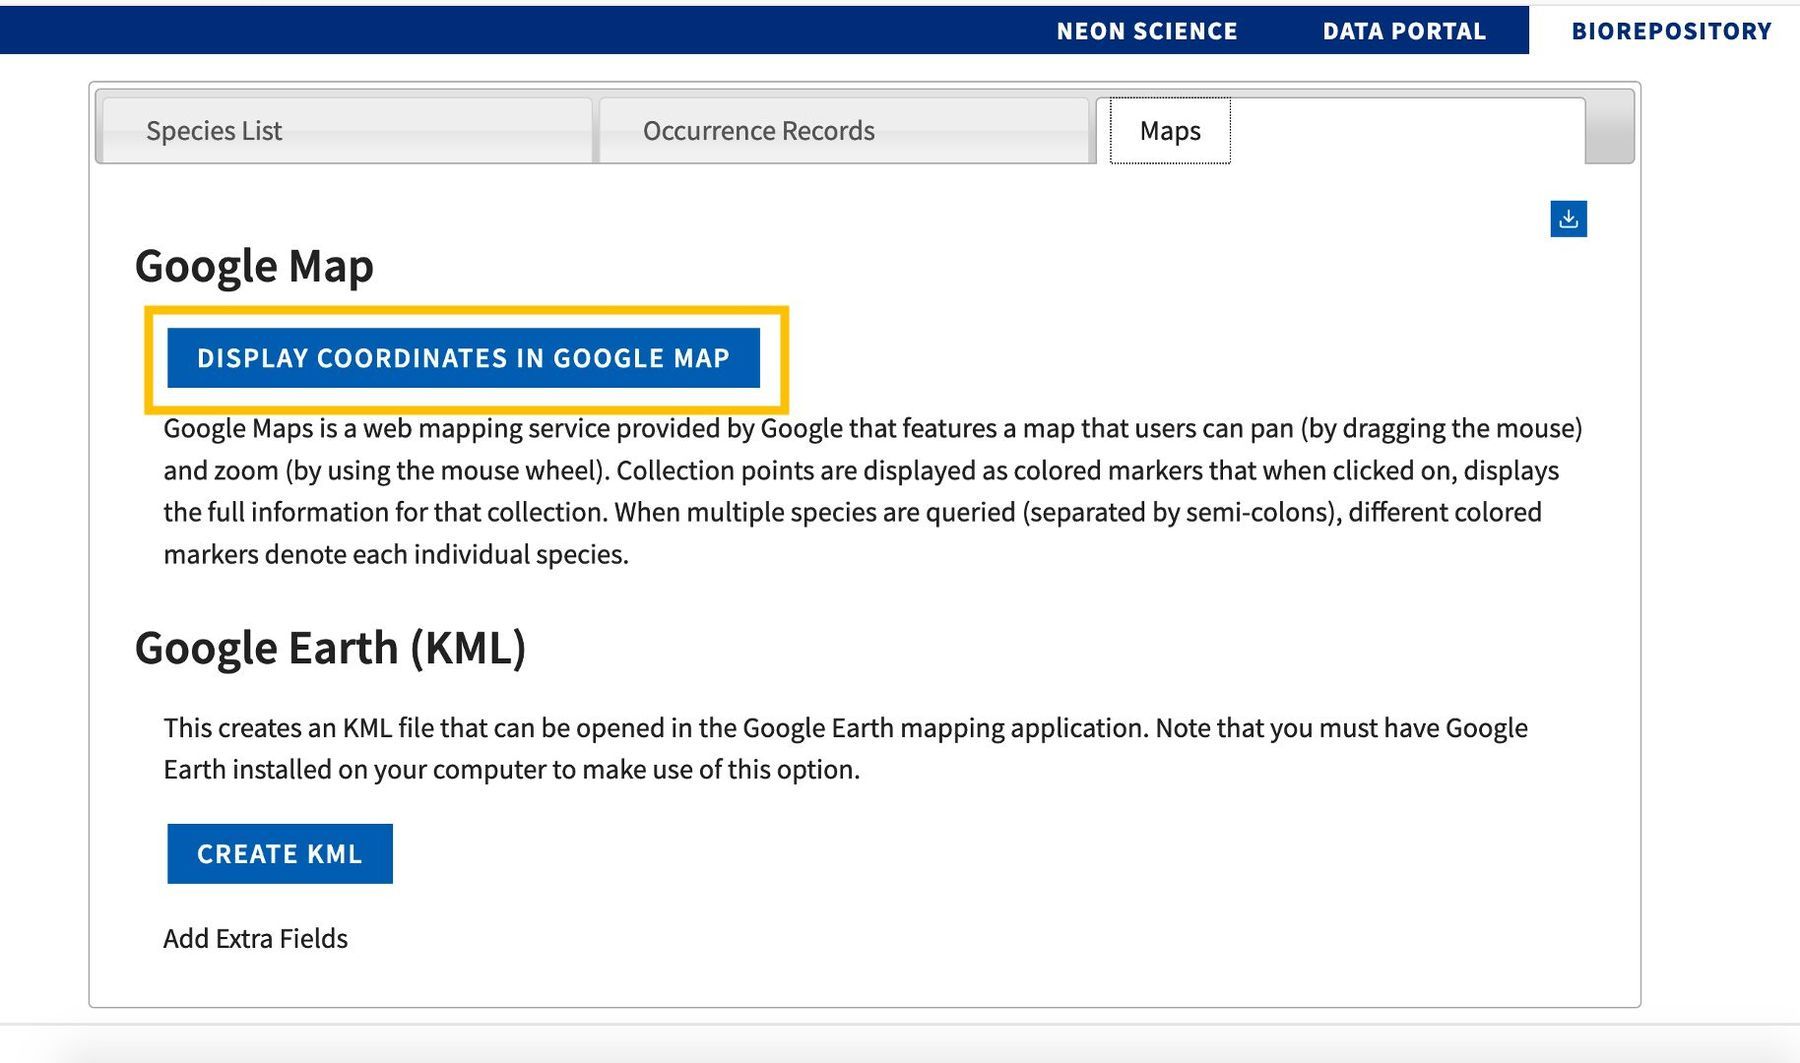 NEON SCIENCE DATA PORTAL BIOREPOSITORY
Species List Occurrence Records Maps
Google Map
DISPLAY COORDINATES IN GOOGLE MAP
Google Maps is a web mapping service provided by Google that features a map that users can pan (by dragging the mouse)
and zoom (by using the mouse wheel). Collection points are displayed as colored markers that when clicked on, displays
the full information for that collection. When multiple species are queried (separated by semi-colons), different colored
markers denote each individual species.
Google Earth (KML)
This creates an KML file that can be opened in the Google Earth mapping application. Note that you must have Google
Earth installed on your computer to make use of this option.
CREATE KML
Add Extra Fields